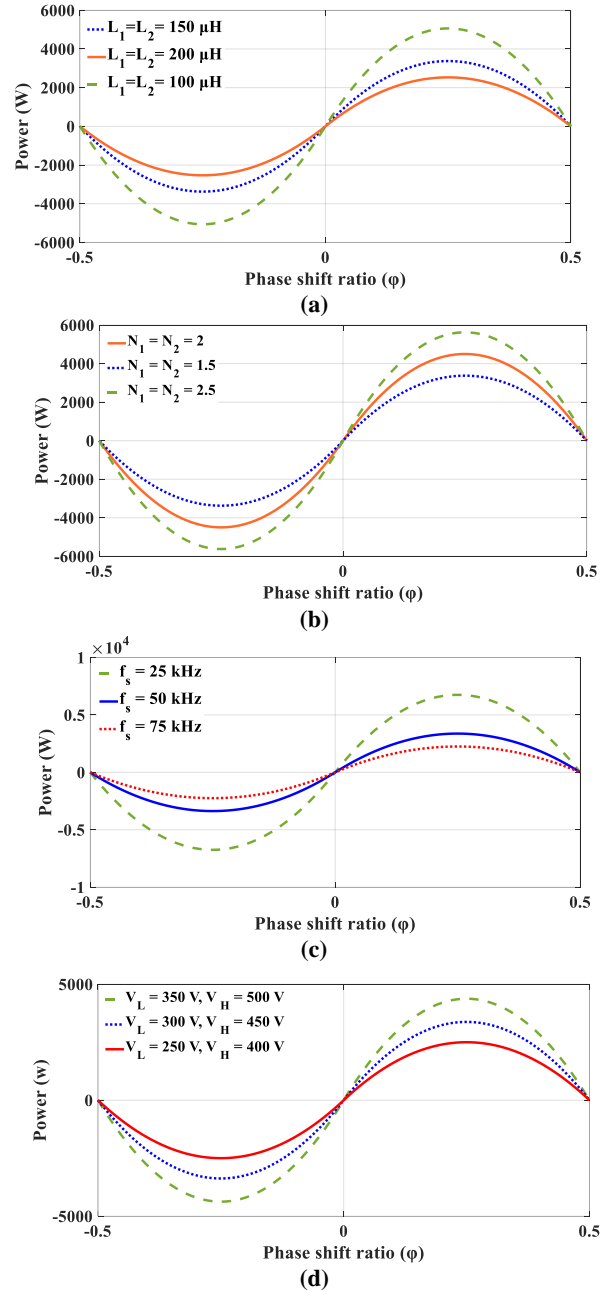 6000
4000
2000
0
-2000
-4000
-6000
Power (W)
L1=L2= 150 µH
L1=L2= 200 µH
L1=L2= 100 µH
-0.5 0 0.5
Phase shift ratio (φ)
(a)
6000
4000
2000
0
-2000
-4000
-6000
Power (W)
N1 = N2 = 2
N1 = N2 = 1.5
N1 = N2 = 2.5
-0.5 0 0.5
Phase shift ratio (φ)
(b)
×10^4
1
0.5
0
-0.5
-1
Power (W)
fs = 25 kHz
fs = 50 kHz
fs = 75 kHz
-0.5 0 0.5
Phase shift ratio (φ)
(c)
5000
0
-5000
Power (w)
VL = 350 V, VH = 500 V
VL = 300 V, VH = 450 V
VL = 250 V, VH = 400 V
-0.5 0 0.5
Phase shift ratio (φ)
(d)